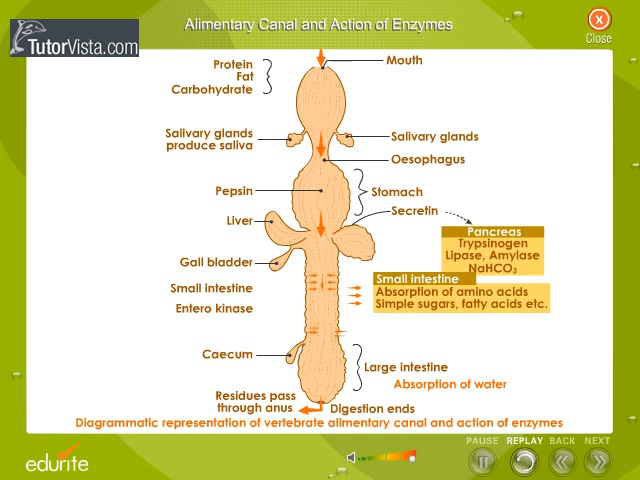 Alimentary Canal and Action of Enzymes
Close
TutorVista.com
Protein
Fat
Carbohydrate
Mouth
Salivary glands
produce saliva
Salivary glands
Oesophagus
Pepsin
Stomach
Liver
Secretin
Pancreas
Trypsinogen
Lipase, Amylase
NaHCO₃
Gall bladder
Small intestine
Entero kinase
Small intestine
Absorption of amino acids
Simple sugars, fatty acids etc.
Caecum
Large intestine
Absorption of water
Residues pass
through anus
Digestion ends
Diagrammatic representation of vertebrate alimentary canal and action of enzymes
PAUSE REPLAY BACK NEXT
edurite